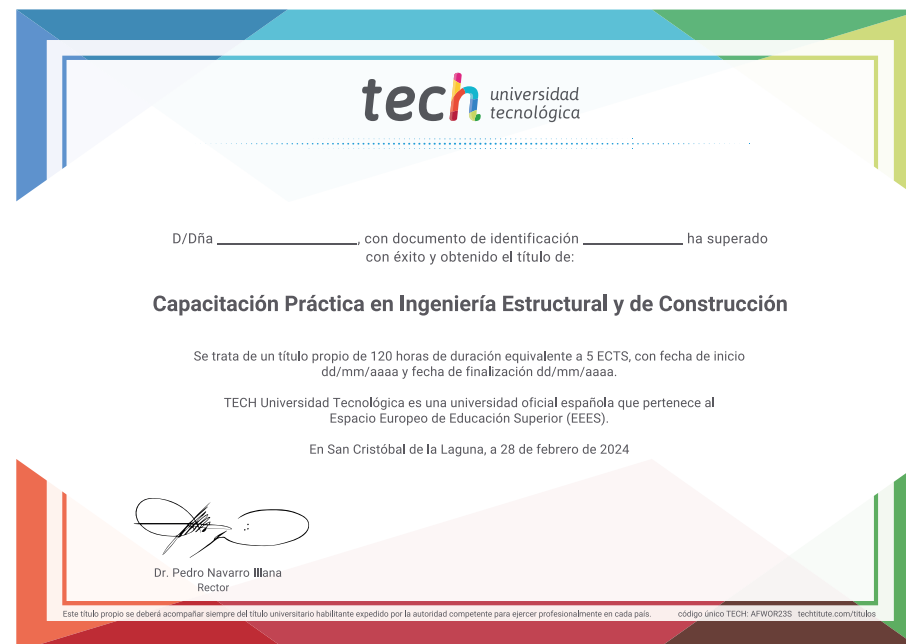 tech universidad
tecnológica
D/Dña ____________, con documento de identificación ____________ ha superado
con éxito y obtenido el título de:
Capacitación Práctica en Ingeniería Estructural y de Construcción
Se trata de un título propio de 120 horas de duración equivalente a 5 ECTS, con fecha de inicio
dd/mm/aaaa y fecha de finalización dd/mm/aaaa.
TECH Universidad Tecnológica es una universidad oficial española que pertenece al
Espacio Europeo de Educación Superior (EEES).
En San Cristóbal de la Laguna, a 28 de febrero de 2024
Dr. Pedro Navarro Illana
Rector
Este título propio se deberá acompañar siempre del título universitario habilitante expedido por la autoridad competente para ejercer profesionalmente en cada país. código único TECH: AFWOR23S techtitute.com/titulos